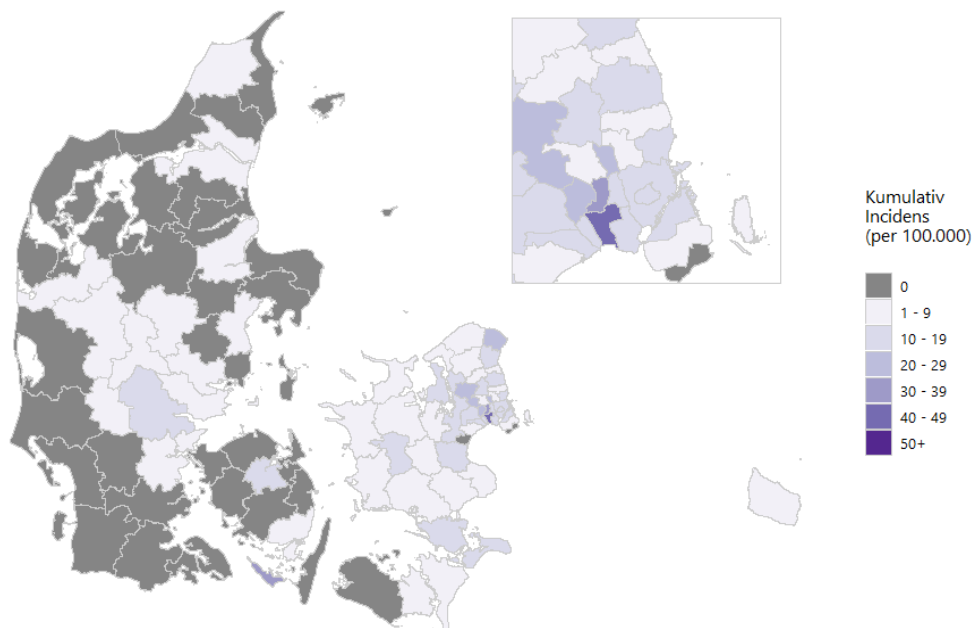 Kumulativ
Incidens
(per 100.000)
0
1 - 9
10 - 19
20 - 29
30 - 39
40 - 49
50+